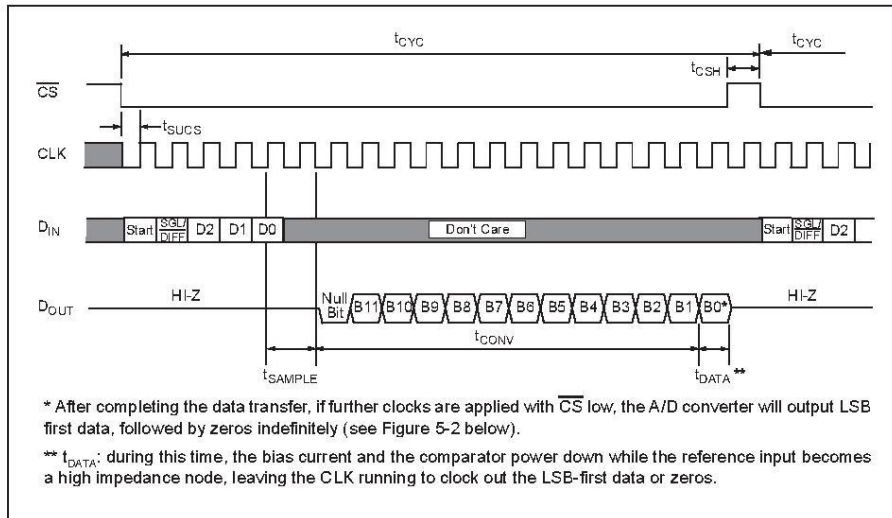 tCYC
tCYC
tCSH
CS
tSUCS
CLK
DIN
Start
SGL/
DIFF
D2
D1
D0
Don't Care
Start
SGL/
DIFF
D2
DOUT
HI-Z
Null
Bit
B11
B10
B9
B8
B7
B6
B5
B4
B3
B2
B1
B0*
HI-Z
tCONV
tSAMPLE
tDATA **
* After completing the data transfer, if further clocks are applied with CS low, the A/D converter will output LSB
first data, followed by zeros indefinitely (see Figure 5-2 below).
** tDATA: during this time, the bias current and the comparator power down while the reference input becomes
a high impedance node, leaving the CLK running to clock out the LSB-first data or zeros.